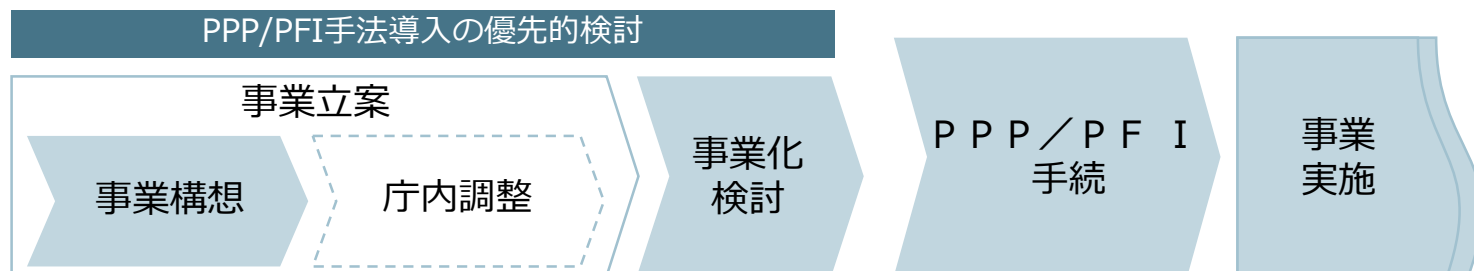 PPP/PFI手法導入の優先的検討
事業立案
事業構想
庁内調整
事業化
検討
ＰＰＰ／ＰＦＩ
手続
事業
実施